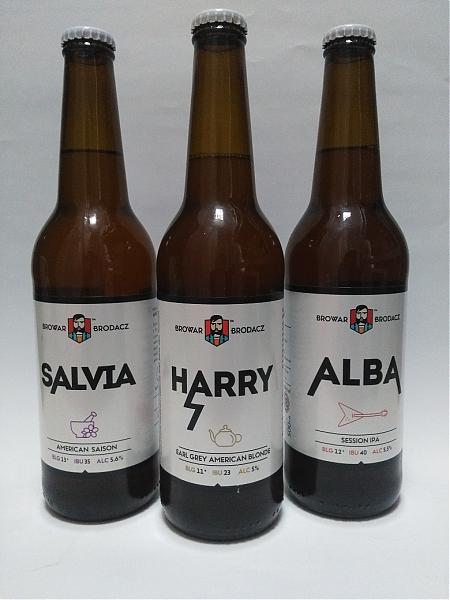 BROWAR BRODACZ
SALVIA
AMERICAN SAISON
BLG 13° IBU 35 ALC 5.6%
BROWAR BRODACZ
HARRY
EARL GREY AMERICAN BLONDE
BLG 11° IBU 23 ALC 5%
BROWAR BRODACZ
ALBA
SESSION IPA
BLG 12° IBU 40 ALC 5.5%